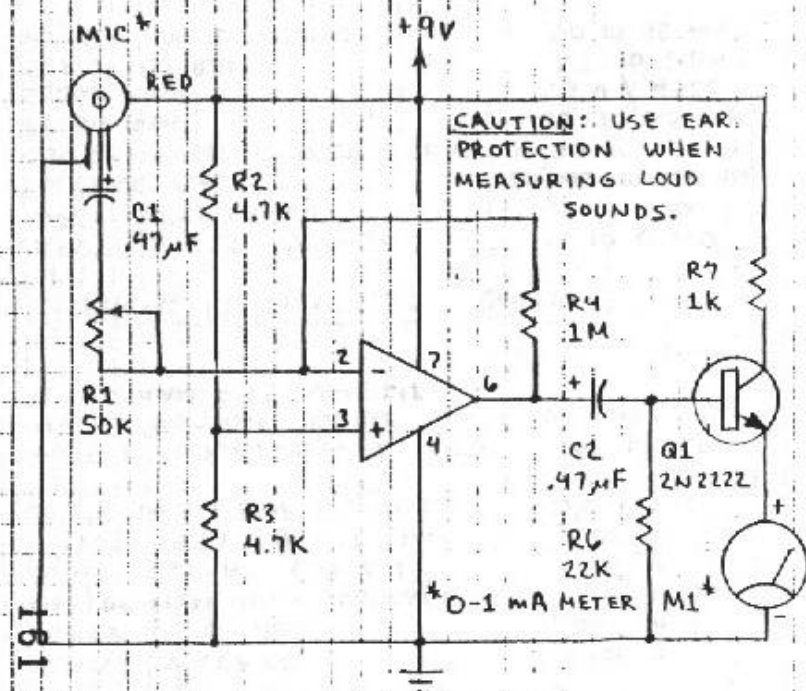 MIC*
+9V
RED
CAUTION: USE EAR
PROTECTION WHEN
MEASURING LOUD
SOUNDS.
+
C1
.47µF
R2
4.7K
R7
1K
R4
1M
R1
50K
2
-
7
6
3
+
4
+
C2
.47µF
Q1
2N2222
R3
4.7K
R6
22K
+
*0-1 mA METER
M1*
-
181